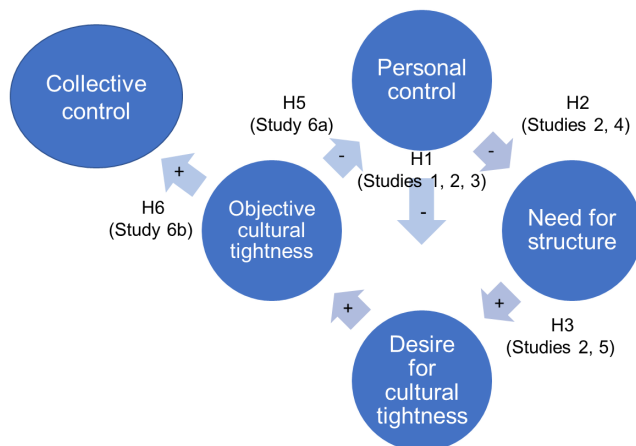 Collective
control
H5
(Study 6a)
Personal
control
H2
(Studies 2, 4)
+
-
-
H1
(Studies 1, 2, 3)
-
H6
(Study 6b)
Objective
cultural
tightness
Need for
structure
+
+
H3
(Studies 2, 5)
Desire
for
cultural
tightness